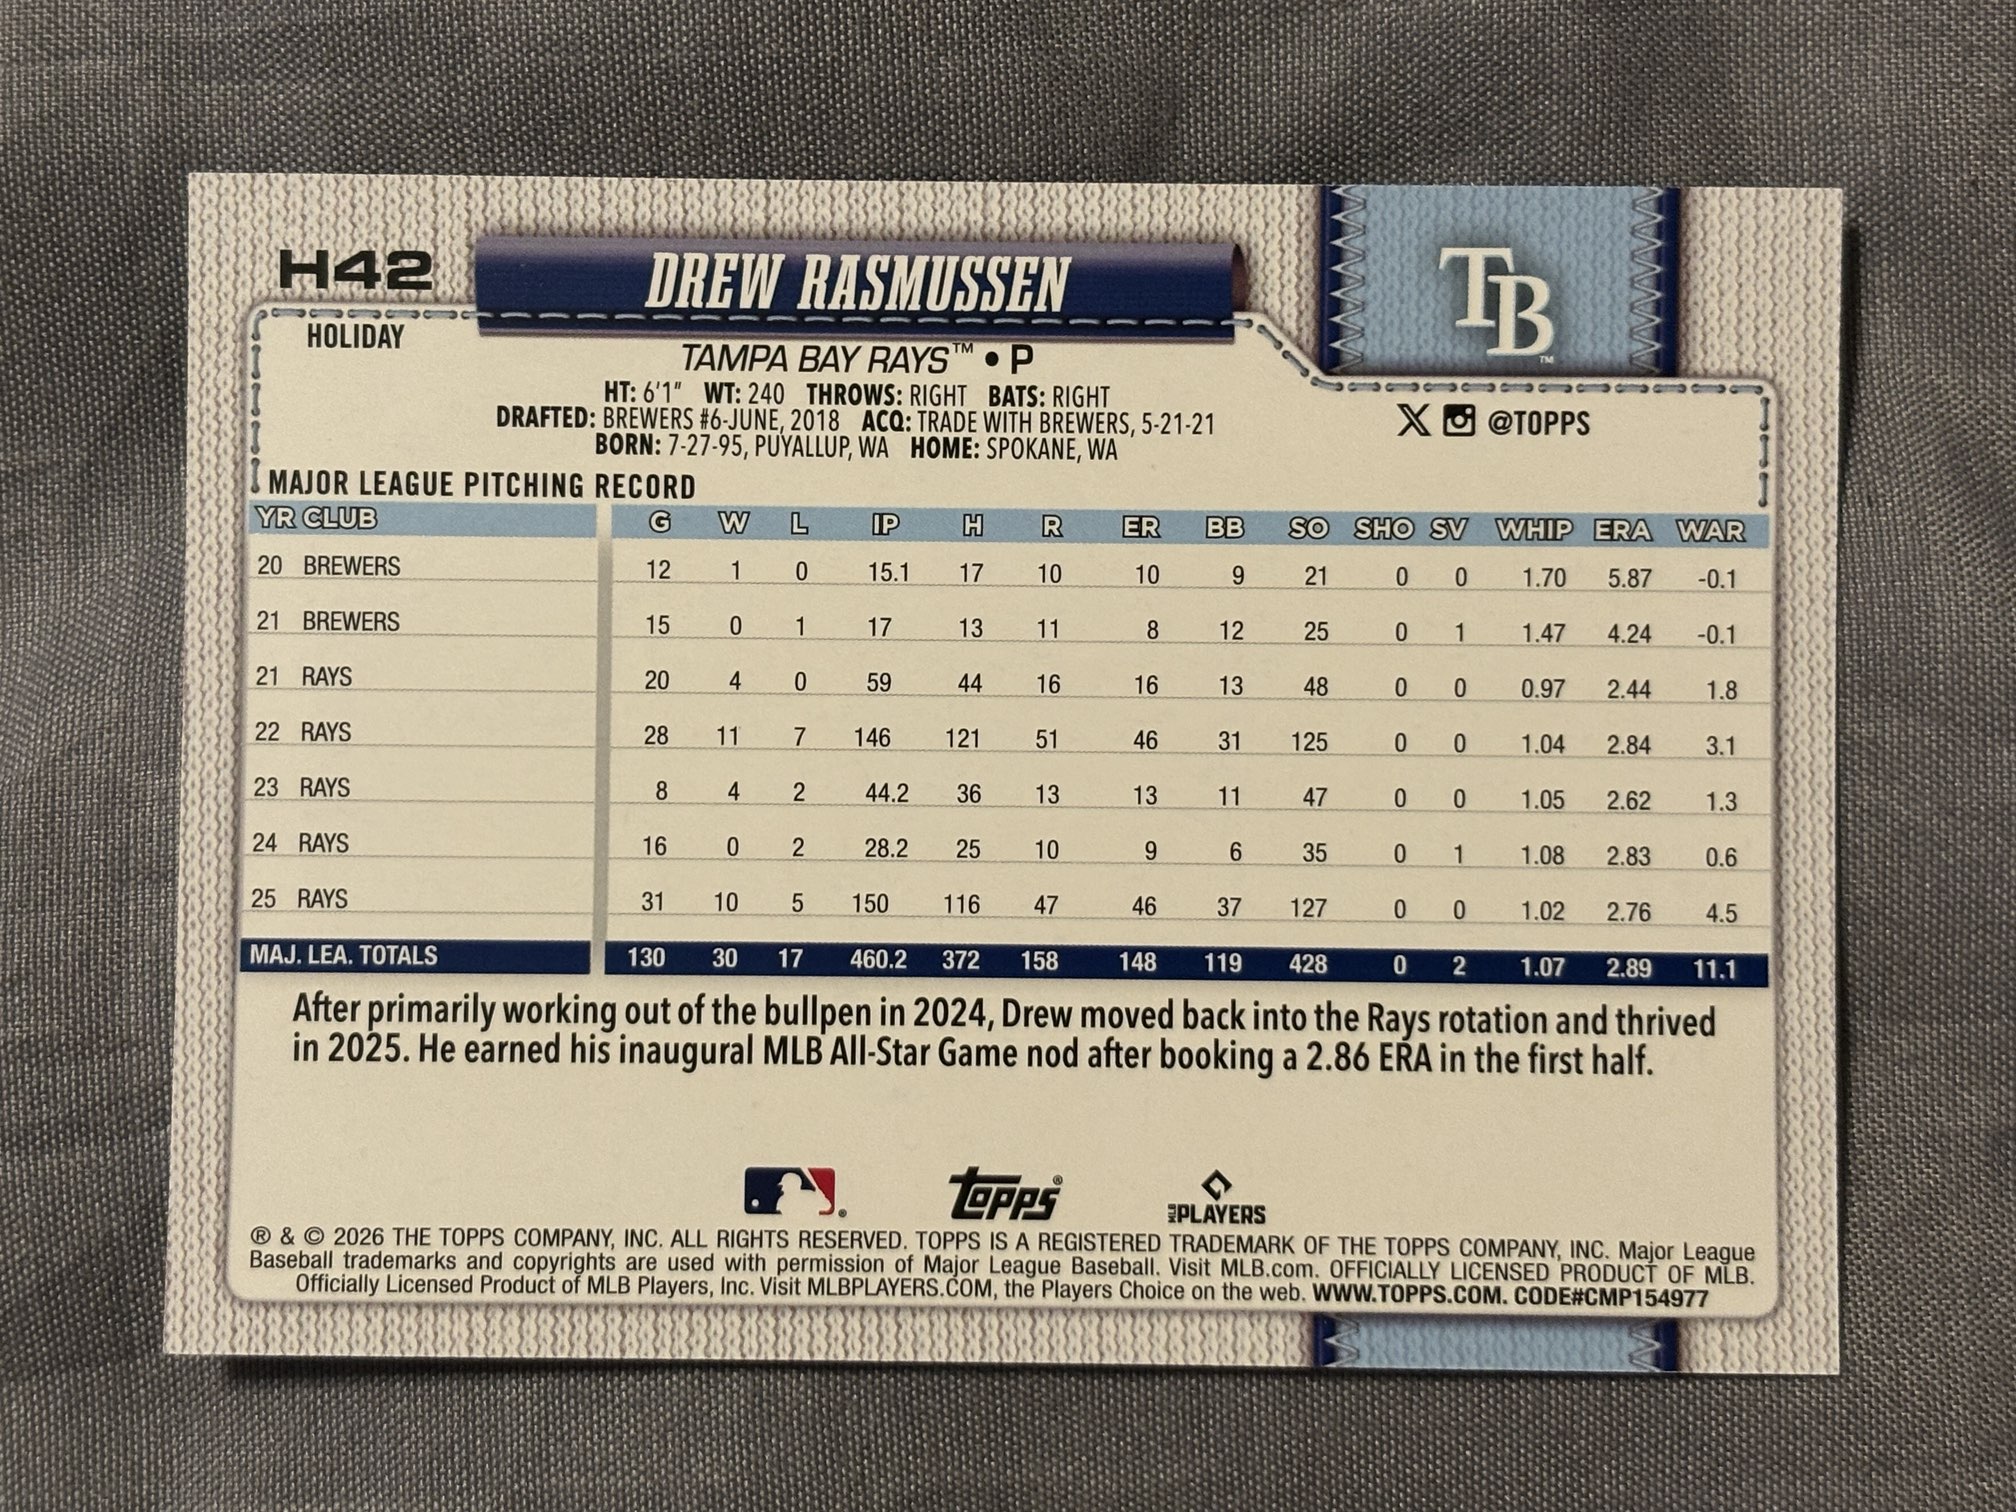 H42
DREW RASMUSSEN
TB™
HOLIDAY
TAMPA BAY RAYS™ • P
HT: 6'1" WT: 240 THROWS: RIGHT BATS: RIGHT
DRAFTED: BREWERS #6-JUNE, 2018 ACQ: TRADE WITH BREWERS, 5-21-21
BORN: 7-27-95, PUYALLUP, WA HOME: SPOKANE, WA
@TOPPS
MAJOR LEAGUE PITCHING RECORD
YR CLUB G W L IP H R ER BB SO SHO SV WHIP ERA WAR
20 BREWERS 12 1 0 15.1 17 10 10 9 21 0 0 1.70 5.87 -0.1
21 BREWERS 15 0 1 17 13 11 8 12 25 0 1 1.47 4.24 -0.1
21 RAYS 20 4 0 59 44 16 16 13 48 0 0 0.97 2.44 1.8
22 RAYS 28 11 7 146 121 51 46 31 125 0 0 1.04 2.84 3.1
23 RAYS 8 4 2 44.2 36 13 13 11 47 0 0 1.05 2.62 1.3
24 RAYS 16 0 2 28.2 25 10 9 6 35 0 1 1.08 2.83 0.6
25 RAYS 31 10 5 150 116 47 46 37 127 0 0 1.02 2.76 4.5
MAJ. LEA. TOTALS 130 30 17 460.2 372 158 148 119 428 0 2 1.07 2.89 11.1
After primarily working out of the bullpen in 2024, Drew moved back into the Rays rotation and thrived
in 2025. He earned his inaugural MLB All-Star Game nod after booking a 2.86 ERA in the first half.
topps®
MLB PLAYERS
® & © 2026 THE TOPPS COMPANY, INC. ALL RIGHTS RESERVED. TOPPS IS A REGISTERED TRADEMARK OF THE TOPPS COMPANY, INC. Major League
Baseball trademarks and copyrights are used with permission of Major League Baseball. Visit MLB.com. OFFICIALLY LICENSED PRODUCT OF MLB.
Officially Licensed Product of MLB Players, Inc. Visit MLBPLAYERS.COM, the Players Choice on the web. WWW.TOPPS.COM. CODE#CMP154977